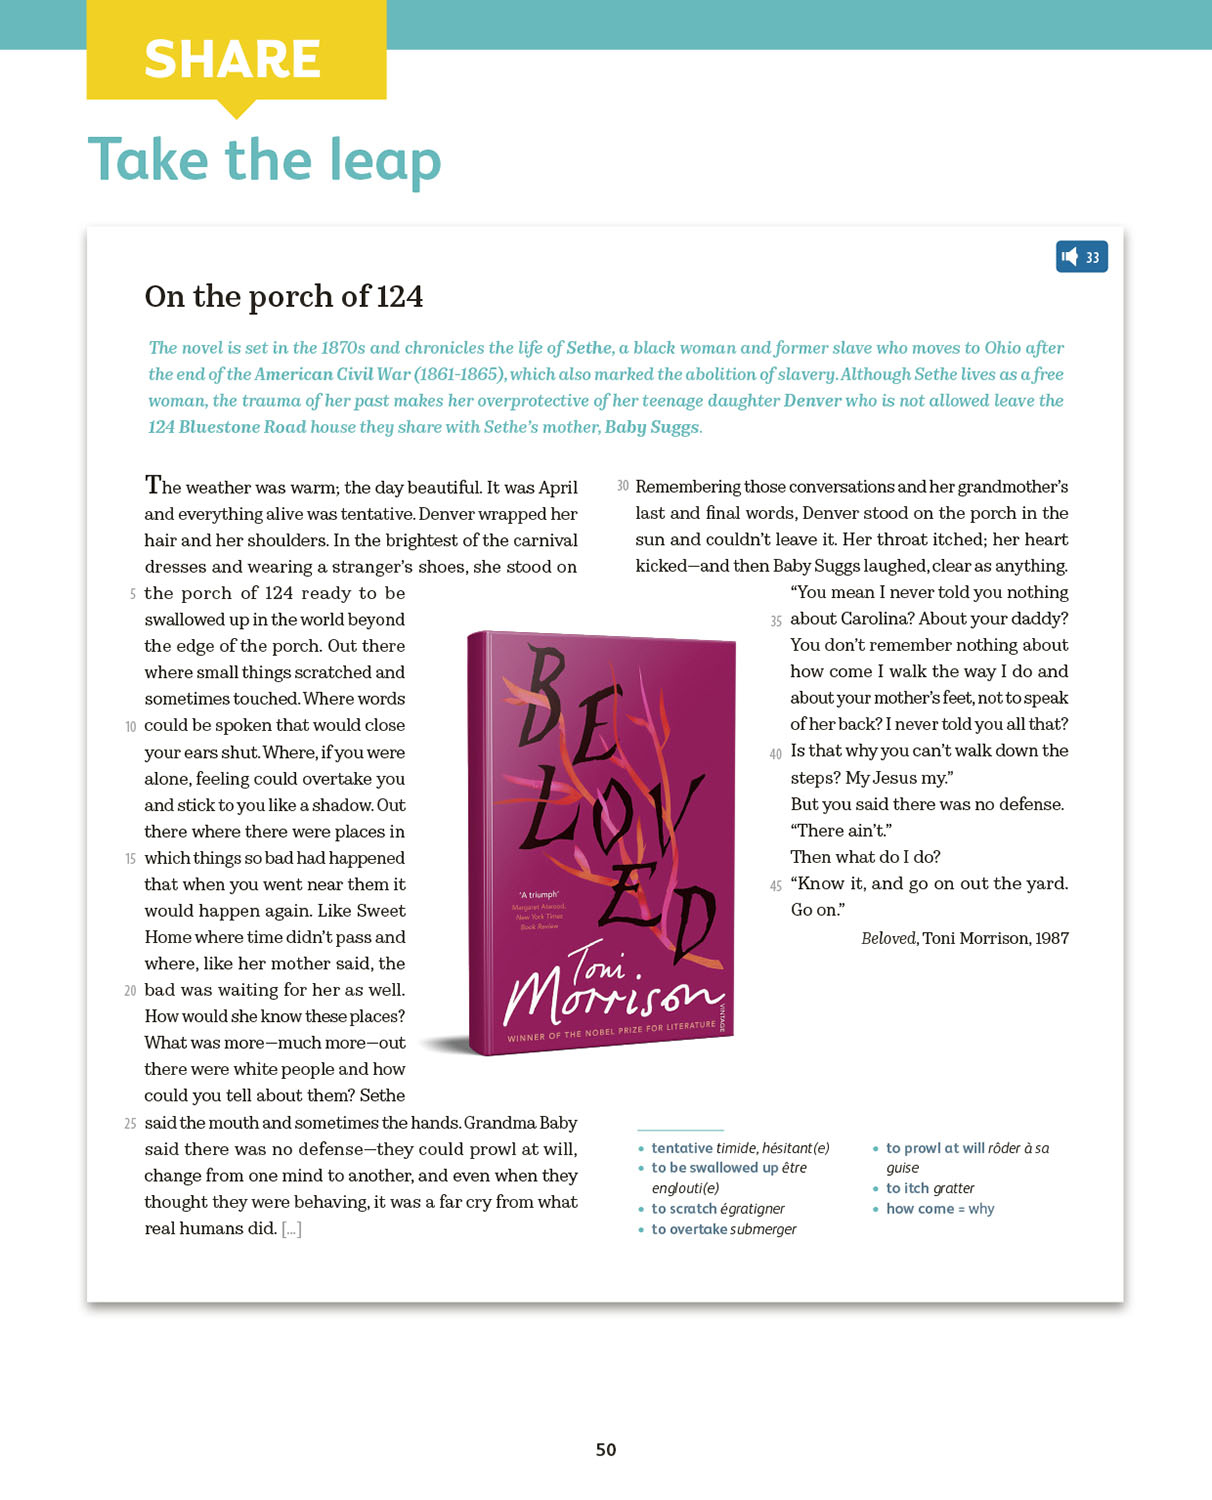 SHARE
Take the leap
33
On the porch of 124
The novel is set in the 1870s and chronicles the life of Sethe, a black woman and former slave who moves to Ohio after
the end of the American Civil War (1861-1865), which also marked the abolition of slavery. Although Sethe lives as a free
woman, the trauma of her past makes her overprotective of her teenage daughter Denver who is not allowed leave the
124 Bluestone Road house they share with Sethe's mother, Baby Suggs.
The weather was warm; the day beautiful. It was April
and everything alive was tentative. Denver wrapped her
hair and her shoulders. In the brightest of the carnival
dresses and wearing a stranger's shoes, she stood on
5 the porch of 124 ready to be
swallowed up in the world beyond
the edge of the porch. Out there
where small things scratched and
sometimes touched. Where words
10 could be spoken that would close
your ears shut. Where, if you were
alone, feeling could overtake you
and stick to you like a shadow. Out
there where there were places in
15 which things so bad had happened
that when you went near them it
would happen again. Like Sweet
Home where time didn't pass and
where, like her mother said, the
20 bad was waiting for her as well.
How would she know these places?
What was more—much more—out
there were white people and how
could you tell about them? Sethe
25 said the mouth and sometimes the hands. Grandma Baby
said there was no defense—they could prowl at will,
change from one mind to another, and even when they
thought they were behaving, it was a far cry from what
real humans did. [...]
30 Remembering those conversations and her grandmother's
last and final words, Denver stood on the porch in the
sun and couldn't leave it. Her throat itched; her heart
kicked—and then Baby Suggs laughed, clear as anything.
"You mean I never told you nothing
35 about Carolina? About your daddy?
You don't remember nothing about
how come I walk the way I do and
about your mother's feet, not to speak
of her back? I never told you all that?
40 Is that why you can't walk down the
steps? My Jesus my."
But you said there was no defense.
"There ain't."
Then what do I do?
45 "Know it, and go on out the yard.
Go on."
Beloved, Toni Morrison, 1987
BELOVED
'A triumph'
Margaret Atwood,
New York Times
Book Review
Toni
Morrison
WINNER OF THE NOBEL PRIZE FOR LITERATURE
VINTAGE
• tentative timide, hésitant(e)
• to be swallowed up être
englouti(e)
• to scratch égratigner
• to overtake submerger
• to prowl at will rôder à sa
guise
• to itch gratter
• how come = why
50